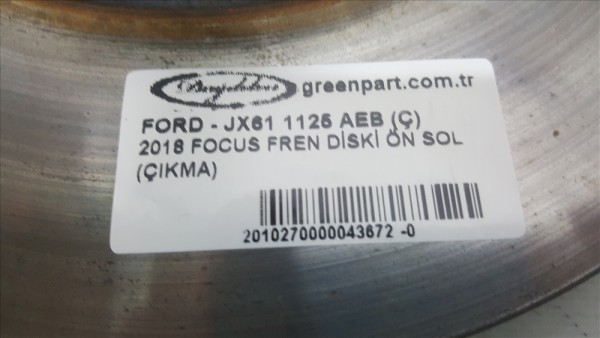 greenpart.com.tr
FORD - JX61 1125 AEB (Ç)
2018 FOCUS FREN DİSKİ ÖN SOL
(ÇIKMA)
2010270000043672 -0